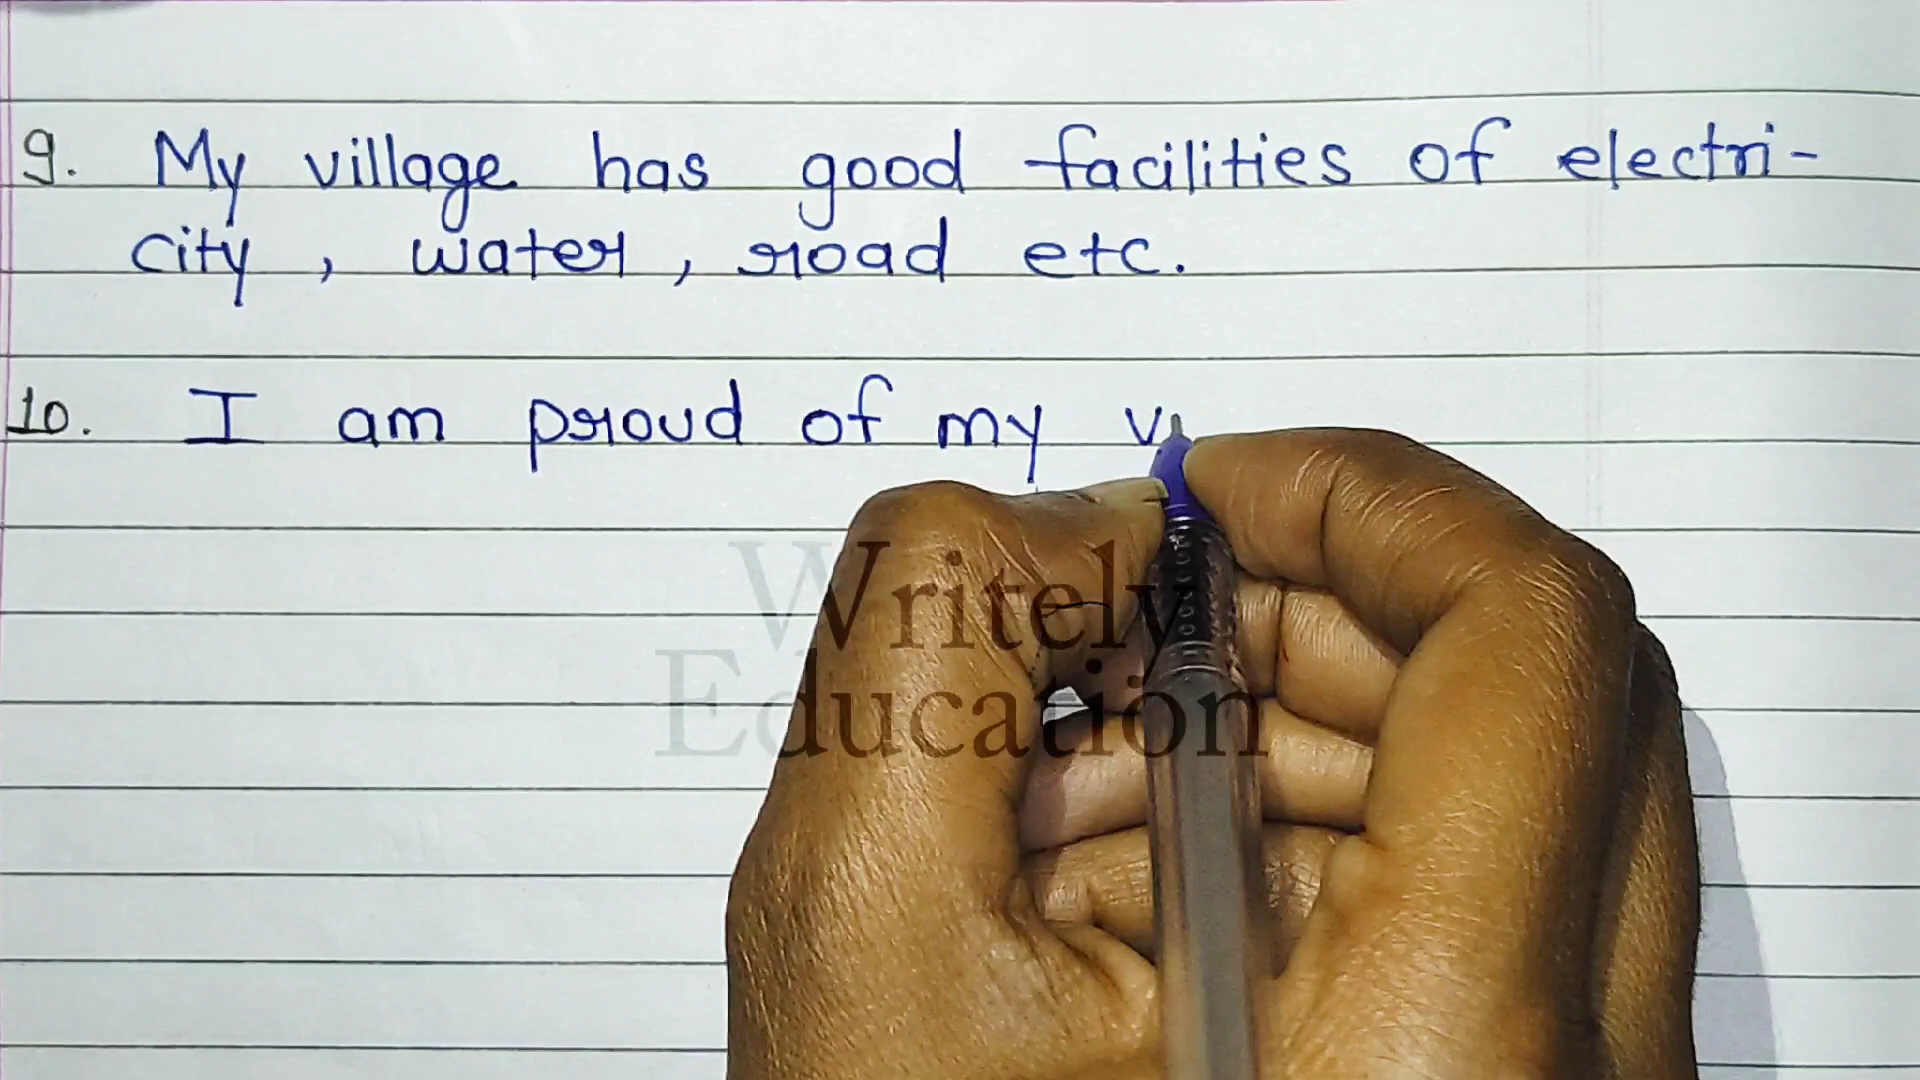 9. My village has good facilities of electri-
city, water, road etc.
10. I am proud of my v
Writely
Education